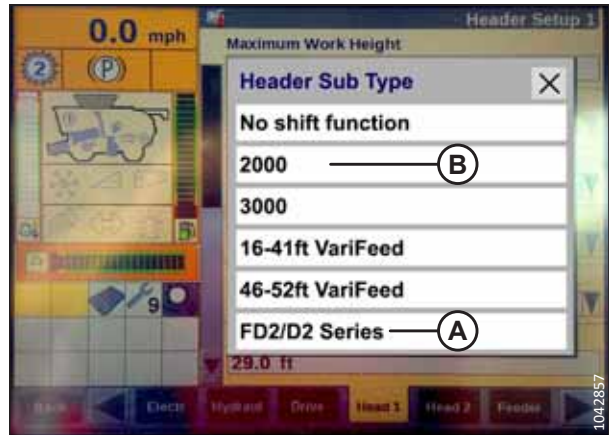 0.0 mph
Header Setup 1
Maximum Work Height
2
P
Header Sub Type
No shift function
2000
B
3000
16-41ft VariFeed
46-52ft VariFeed
9
FD2/D2 Series
A
29.0 ft
Back
Electr
Hydraul
Drive
Head 1
Head 2
Feeder
1042857